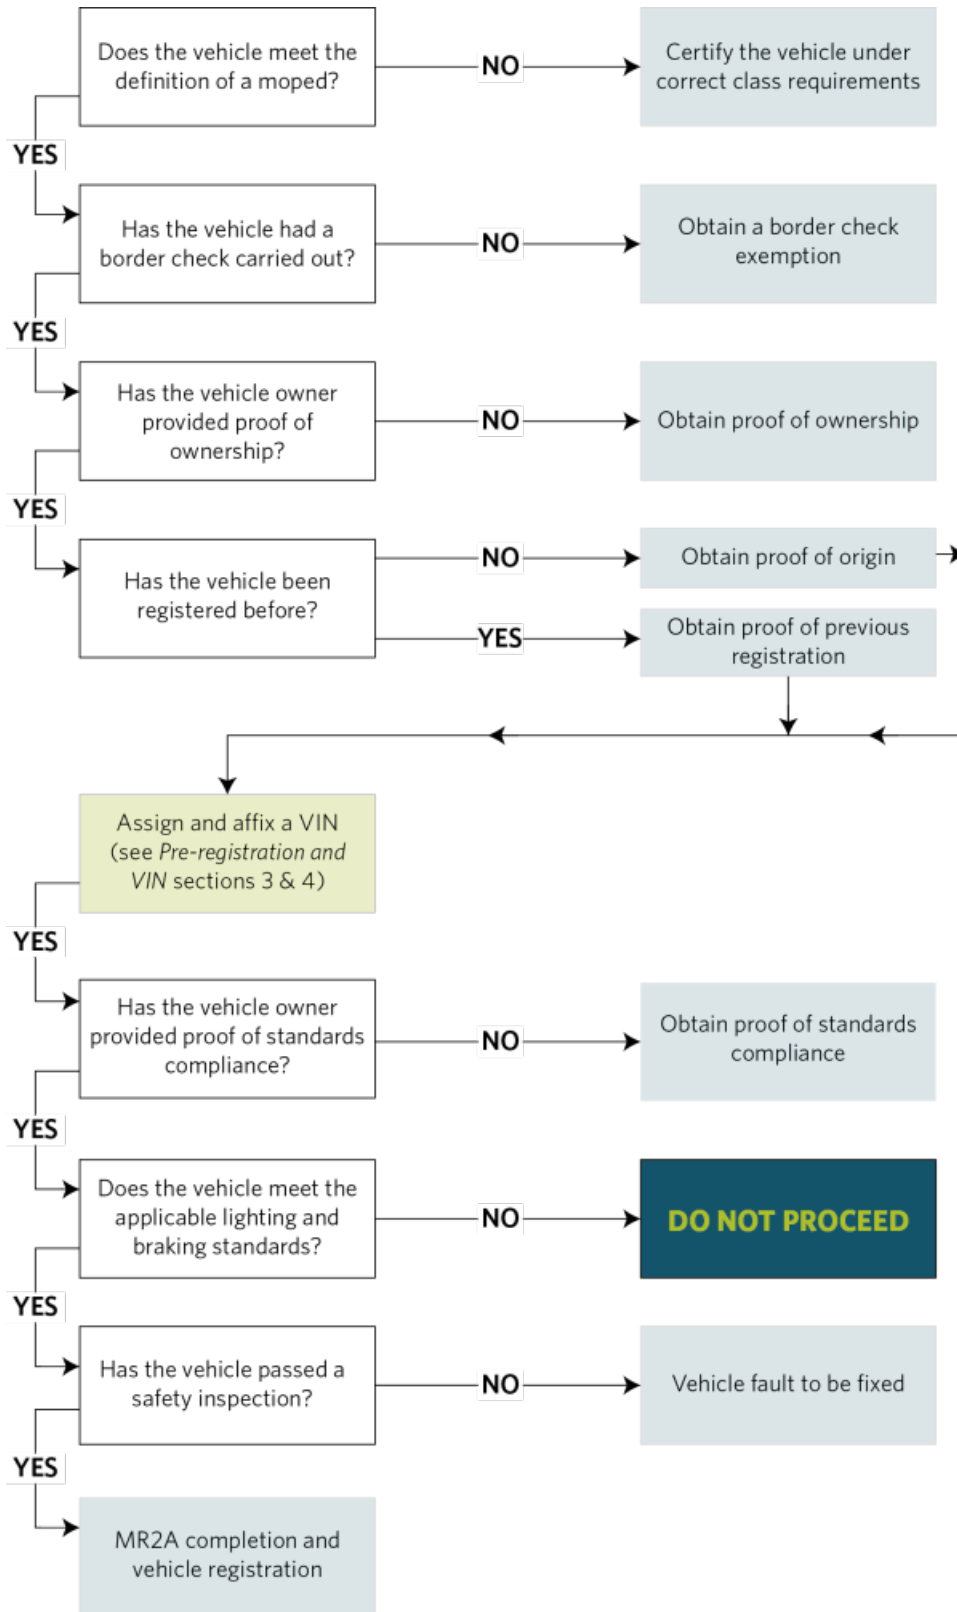 Does the vehicle meet the
definition of a moped?
NO
Certify the vehicle under
correct class requirements
YES
Has the vehicle had a
border check carried out?
NO
Obtain a border check
exemption
YES
Has the vehicle owner
provided proof of
ownership?
NO
Obtain proof of ownership
YES
Has the vehicle been
registered before?
NO
Obtain proof of origin
YES
Obtain proof of previous
registration
Assign and affix a VIN
(see Pre-registration and
VIN sections 3 & 4)
YES
Has the vehicle owner
provided proof of standards
compliance?
NO
Obtain proof of standards
compliance
YES
Does the vehicle meet the
applicable lighting and
braking standards?
NO
DO NOT PROCEED
YES
Has the vehicle passed a
safety inspection?
NO
Vehicle fault to be fixed
YES
MR2A completion and
vehicle registration